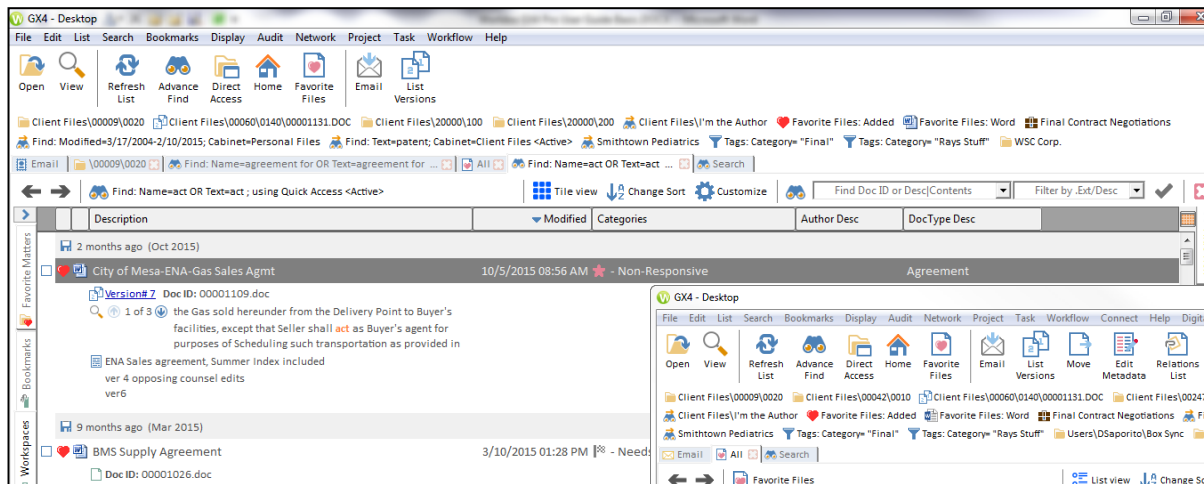 GX4 - Desktop
File Edit List Search Bookmarks Display Audit Network Project Task Workflow Help
Open View Refresh List Advance Find Direct Access Home Favorite Files Email List Versions
Client Files\00009\0020 Client Files\00060\0140\00001131.DOC Client Files\20000\100 Client Files\20000\200 Client Files\I'm the Author Favorite Files: Added Favorite Files: Word Final Contract Negotiations
Find: Modified=3/17/2004-2/10/2015; Cabinet=Personal Files Find: Text=patent; Cabinet=Client Files <Active> Smithtown Pediatrics Tags: Category= "Final" Tags: Category= "Rays Stuff" WSC Corp.
Email \00009\0020 Find: Name=agreement for OR Text=agreement for ... All Find: Name=act OR Text=act ... Search
Find: Name=act OR Text=act ; using Quick Access <Active> Tile view Change Sort Customize Find Doc ID or Desc|Contents Filter by .Ext/Desc
Description Modified Categories Author Desc DocType Desc
2 months ago (Oct 2015)
City of Mesa-ENA-Gas Sales Agmt 10/5/2015 08:56 AM - Non-Responsive Agreement
Version# 7 Doc ID: 00001109.doc
1 of 3 the Gas sold hereunder from the Delivery Point to Buyer's
facilities, except that Seller shall act as Buyer's agent for
purposes of Scheduling such transportation as provided in
ENA Sales agreement, Summer Index included
ver 4 opposing counsel edits
ver6
9 months ago (Mar 2015)
BMS Supply Agreement 3/10/2015 01:28 PM - Needs
Doc ID: 00001026.doc
Favorite Matters
Bookmarks
Workspaces
GX4 - Desktop
File Edit List Search Bookmarks Display Audit Network Project Task Workflow Connect Help Digit
Open View Refresh List Advance Find Direct Access Home Favorite Files Email List Versions Move Edit Metadata Relations List
Client Files\00009\0020 Client Files\00042\0010 Client Files\00060\0140\00001131.DOC Client Files\00247
Client Files\I'm the Author Favorite Files: Added Favorite Files: Word Final Contract Negotiations
Smithtown Pediatrics Tags: Category= "Final" Tags: Category= "Rays Stuff" Users\DSaporito\Box Sync
Email All Search
Favorite Files List view Change So